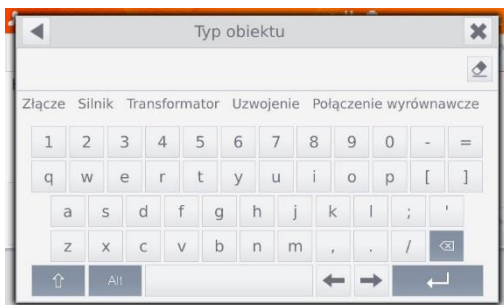 Typ obiektu
Złącze Silnik Transformator Uzwojenie Połączenie wyrównawcze
1 2 3 4 5 6 7 8 9 0 - =
q w e r t y u i o p [ ]
a s d f g h j k l ; '
z x c v b n m , . /
Alt